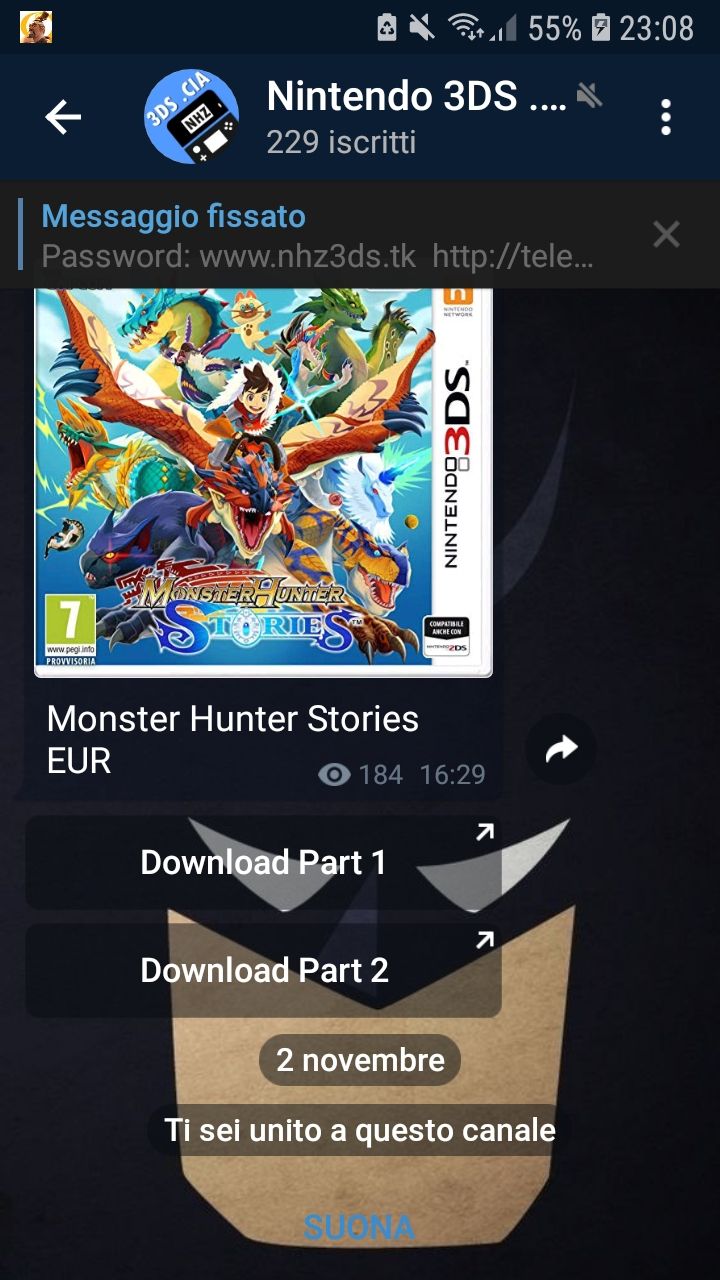 55% 23:08
3DS .CIA
NHZ
Nintendo 3DS ....
229 iscritti
Messaggio fissato
Password: www.nhz3ds.tk http://tele...
NINTENDO
NETWORK
NINTENDO 3DS
MONSTER HUNTER
STORIES™
7
www.pegi.info
PROVVISORIA
COMPATIBILE
ANCHE CON
NINTENDO 2DS
Monster Hunter Stories
EUR
184 16:29
Download Part 1
Download Part 2
2 novembre
Ti sei unito a questo canale
SUONA